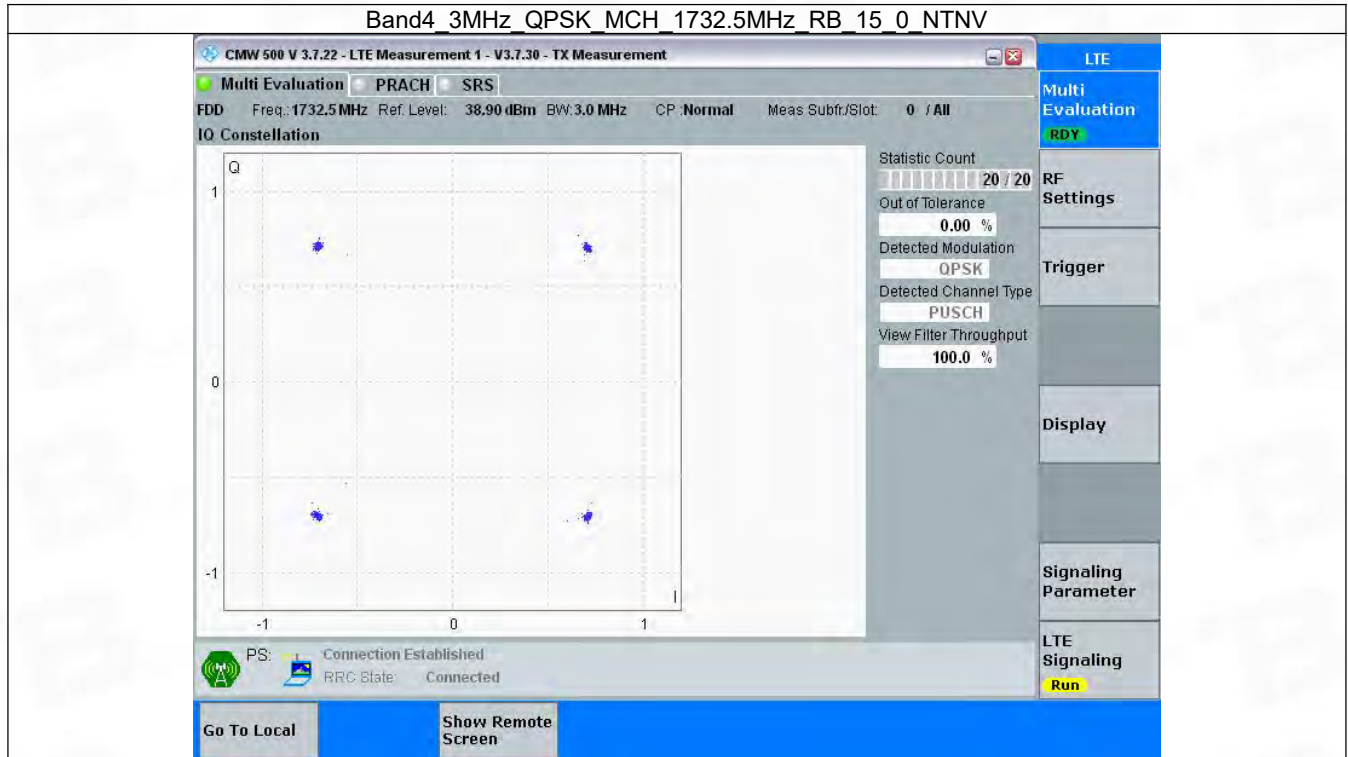 Band4_3MHz_QPSK_MCH_1732.5MHz_RB_15_0_NTNV
CMW 500 V 3.7.22 - LTE Measurement 1 - V3.7.30 - TX Measurement
LTE
Multi Evaluation PRACH SRS
FDD Freq.:1732.5 MHz Ref. Level: 38.90 dBm BW:3.0 MHz CP :Normal Meas Subfr./Slot: 0 / All
IQ Constellation
Q
1
0
-1
I
-1 0 1
Statistic Count
20 / 20
Out of Tolerance
0.00 %
Detected Modulation
QPSK
Detected Channel Type
PUSCH
View Filter Throughput
100.0 %
Multi
Evaluation
RDY
RF
Settings
Trigger
Display
Signaling
Parameter
LTE
Signaling
Run
PS: Connection Established
RRC State: Connected
Go To Local
Show Remote
Screen